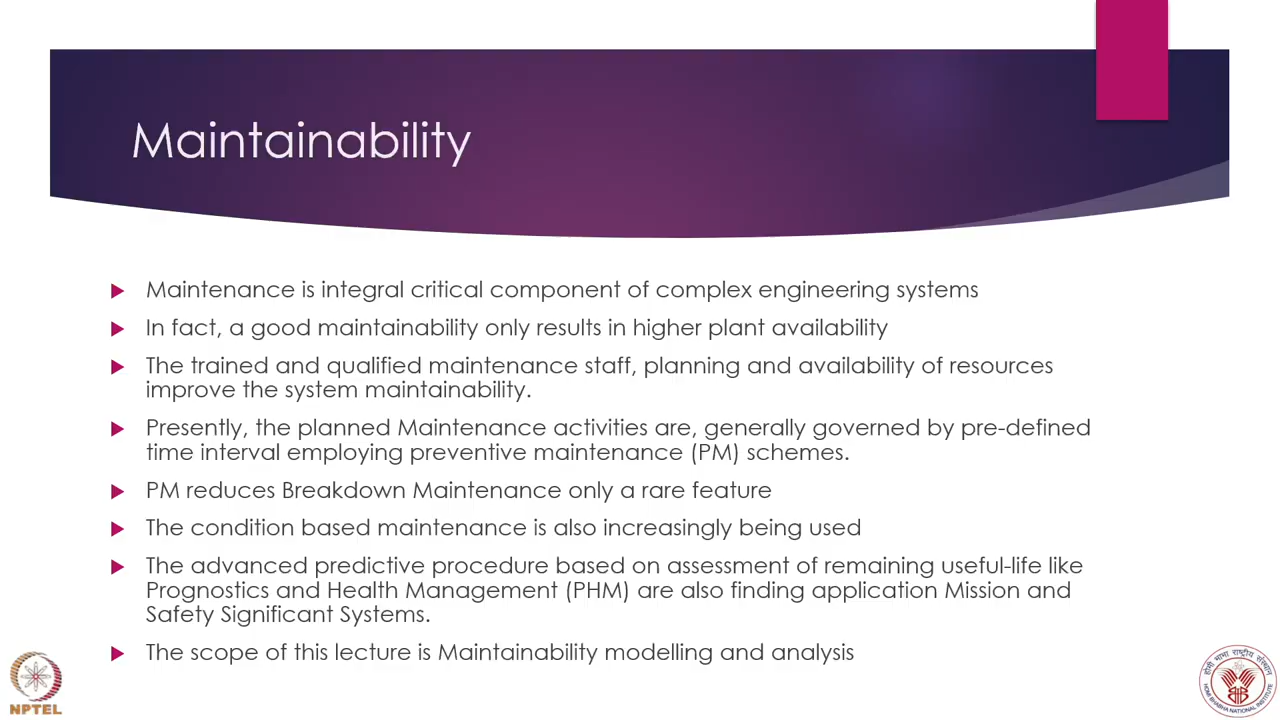 Maintainability
Maintenance is integral critical component of complex engineering systems
In fact, a good maintainability only results in higher plant availability
The trained and qualified maintenance staff, planning and availability of resources
improve the system maintainability.
Presently, the planned Maintenance activities are, generally governed by pre-defined
time interval employing preventive maintenance (PM) schemes.
PM reduces Breakdown Maintenance only a rare feature
The condition based maintenance is also increasingly being used
The advanced predictive procedure based on assessment of remaining useful-life like
Prognostics and Health Management (PHM) are also finding application Mission and
Safety Significant Systems.
The scope of this lecture is Maintainability modelling and analysis
NPTEL
होमी भाभा राष्ट्रीय संस्थान
HOMI BHABHA NATIONAL INSTITUTE